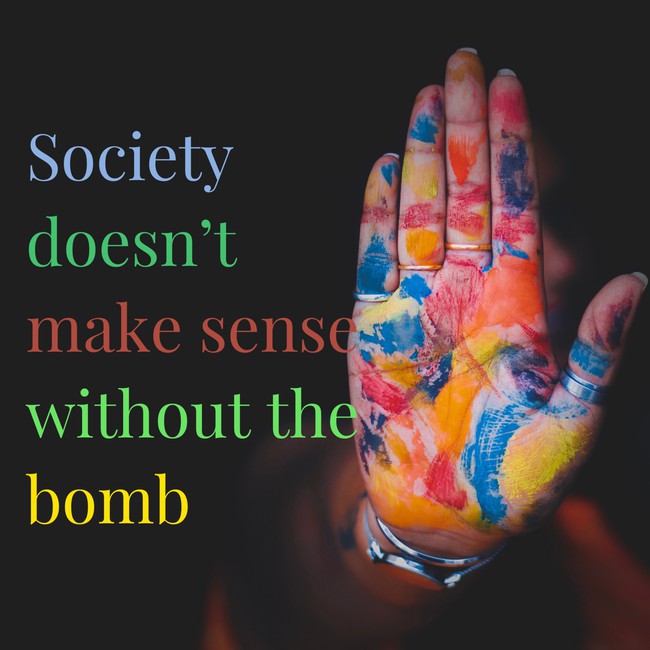 Society
doesn’t
make sense
without the
bomb